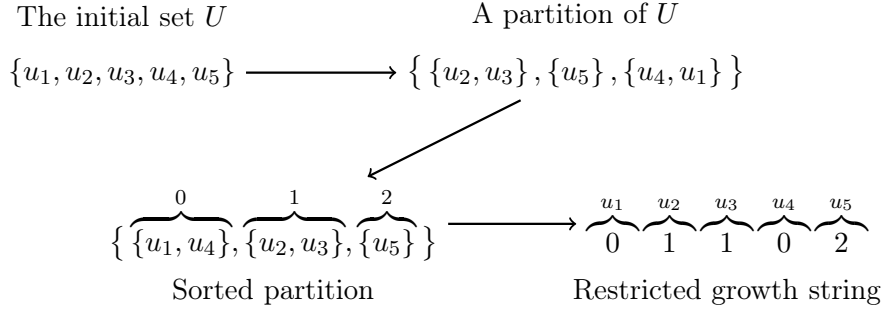 The initial set U
A partition of U
{u₁, u₂, u₃, u₄, u₅}
{ {u₂, u₃} , {u₅} , {u₄, u₁} }
0 1 2
{ {u₁, u₄}, {u₂, u₃}, {u₅} }
Sorted partition
u₁ u₂ u₃ u₄ u₅
0 1 1 0 2
Restricted growth string